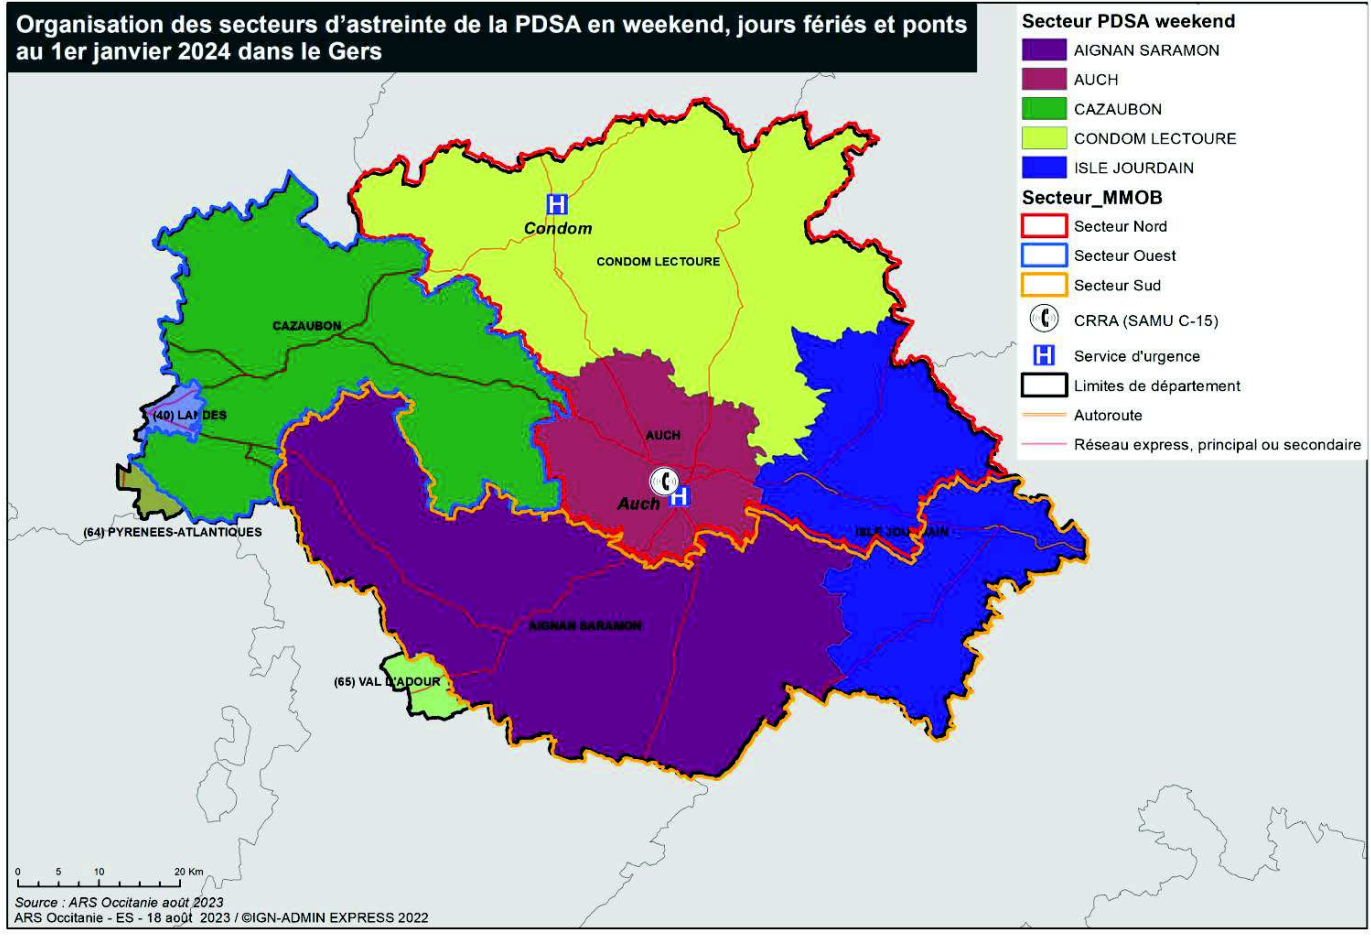 Organisation des secteurs d'astreinte de la PDSA en weekend, jours fériés et ponts
au 1er janvier 2024 dans le Gers
Secteur PDSA weekend
AIGNAN SARAMON
AUCH
CAZAUBON
CONDOM LECTOURE
ISLE JOURDAIN
Secteur_MMOB
Secteur Nord
Secteur Ouest
Secteur Sud
CRRA (SAMU C-15)
H Service d'urgence
Limites de département
Autoroute
Réseau express, principal ou secondaire
H
Condom
CONDOM LECTOURE
CAZAUBON
(40) LANDES
AUCH
Auch H
(64) PYRENEES-ATLANTIQUES
ISLE JOURDAIN
AIGNAN SARAMON
(65) VAL D'ADOUR
0 5 10 20 Km
Source : ARS Occitanie août 2023
ARS Occitanie - ES - 18 août 2023 / ©IGN-ADMIN EXPRESS 2022